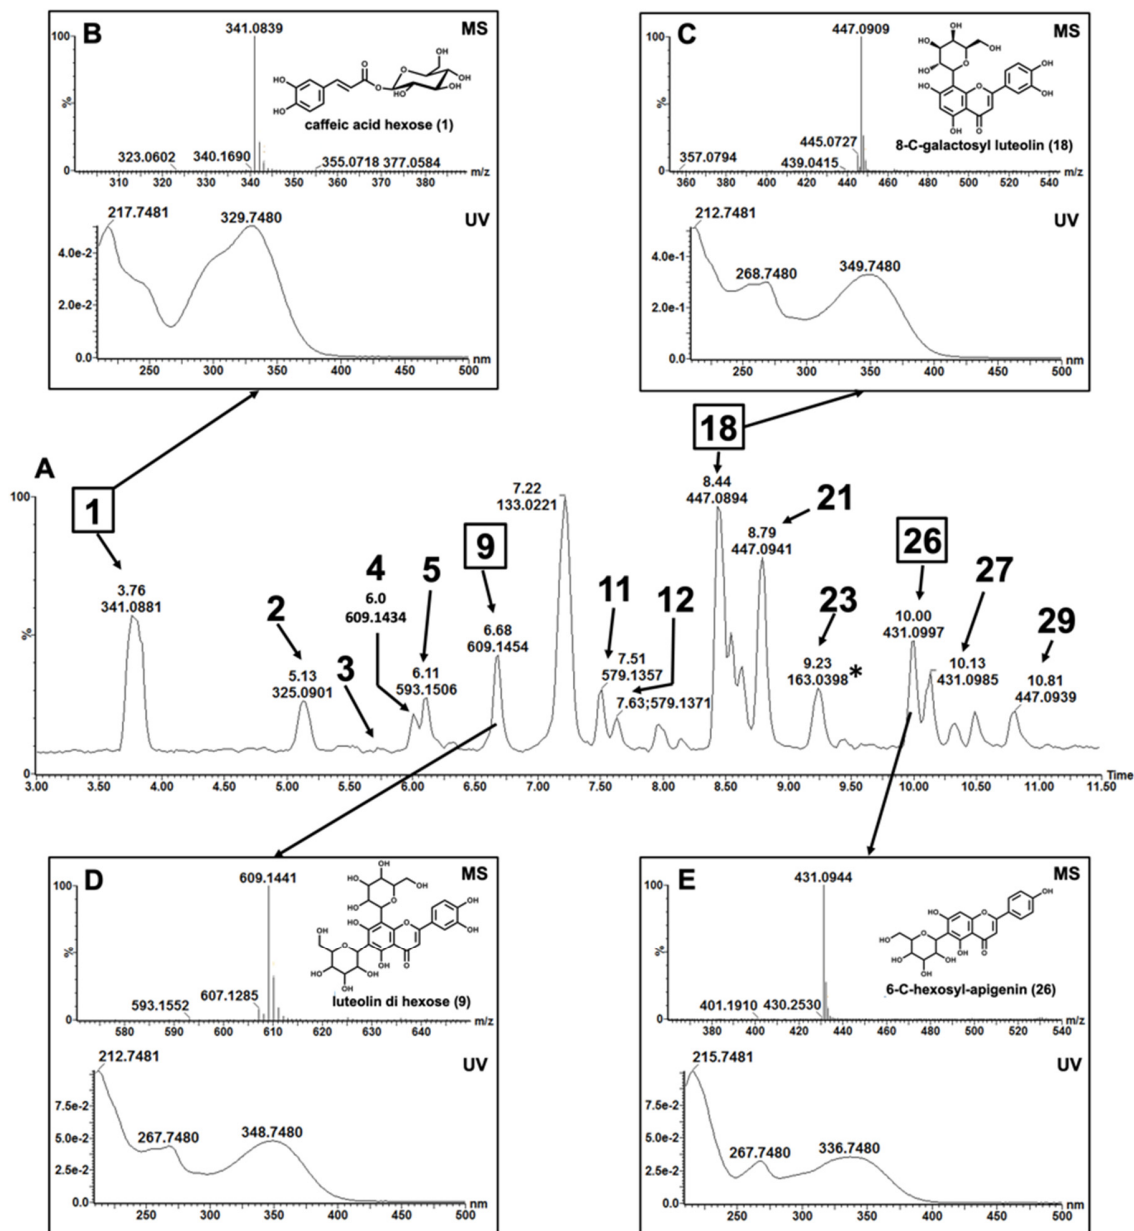 B
MS
341.0839
100
%
0
323.0602
340.1690
355.0718 377.0584
caffeic acid hexose (1)
310 320 330 340 350 360 370 380 m/z
UV
217.7481
329.7480
4.0e-2
2.0e-2
0.0
250 300 350 400 450 500 nm
C
MS
447.0909
100
%
0
445.0727
357.0794
439.0415
8-C-galactosyl luteolin (18)
360 380 400 420 440 460 480 500 520 540 m/z
UV
212.7481
268.7480
349.7480
4.0e-1
2.0e-1
0.0
250 300 350 400 450 500 nm
A
100
%
0
1
3.76
341.0881
2
5.13
325.0901
3
4
6.0
609.1434
5
6.11
593.1506
9
6.68
609.1454
7.22
133.0221
11
7.51
579.1357
12
7.63;579.1371
18
8.44
447.0894
21
8.79
447.0941
23
9.23
163.0398*
26
10.00
431.0997
27
10.13
431.0985
29
10.81
447.0939
3.00 3.50 4.00 4.50 5.00 5.50 6.00 6.50 7.00 7.50 8.00 8.50 9.00 9.50 10.00 10.50 11.00 11.50 Time
D
MS
609.1441
100
%
0
593.1552
607.1285
luteolin di hexose (9)
580 590 600 610 620 630 640 m/z
UV
212.7481
267.7480
348.7480
7.5e-2
5.0e-2
2.5e-2
0.0
250 300 350 400 450 500 nm
E
MS
431.0944
100
%
0
401.1910
430.2530
6-C-hexosyl-apigenin (26)
380 400 420 440 460 480 500 520 540 m/z
UV
215.7481
267.7480
336.7480
7.5e-2
5.0e-2
2.5e-2
0.0
250 300 350 400 450 500 nm